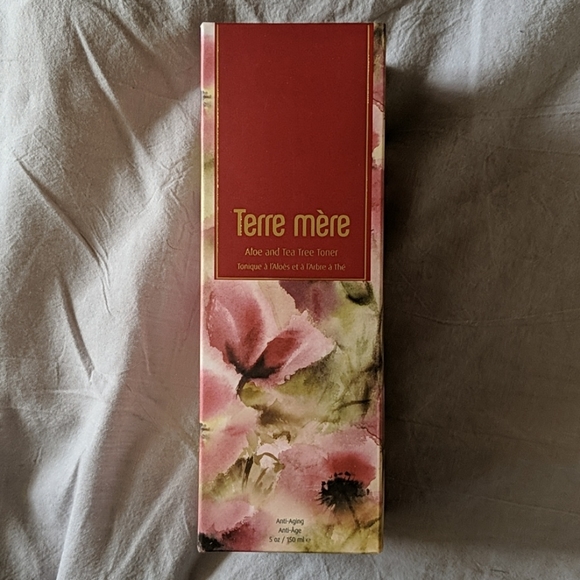 Terre mère
Aloe and Tea Tree Toner
Tonique à l'Aloès et à l'Arbre à Thé
Anti-Aging
Anti-Âge
5 oz / 150 ml ℮